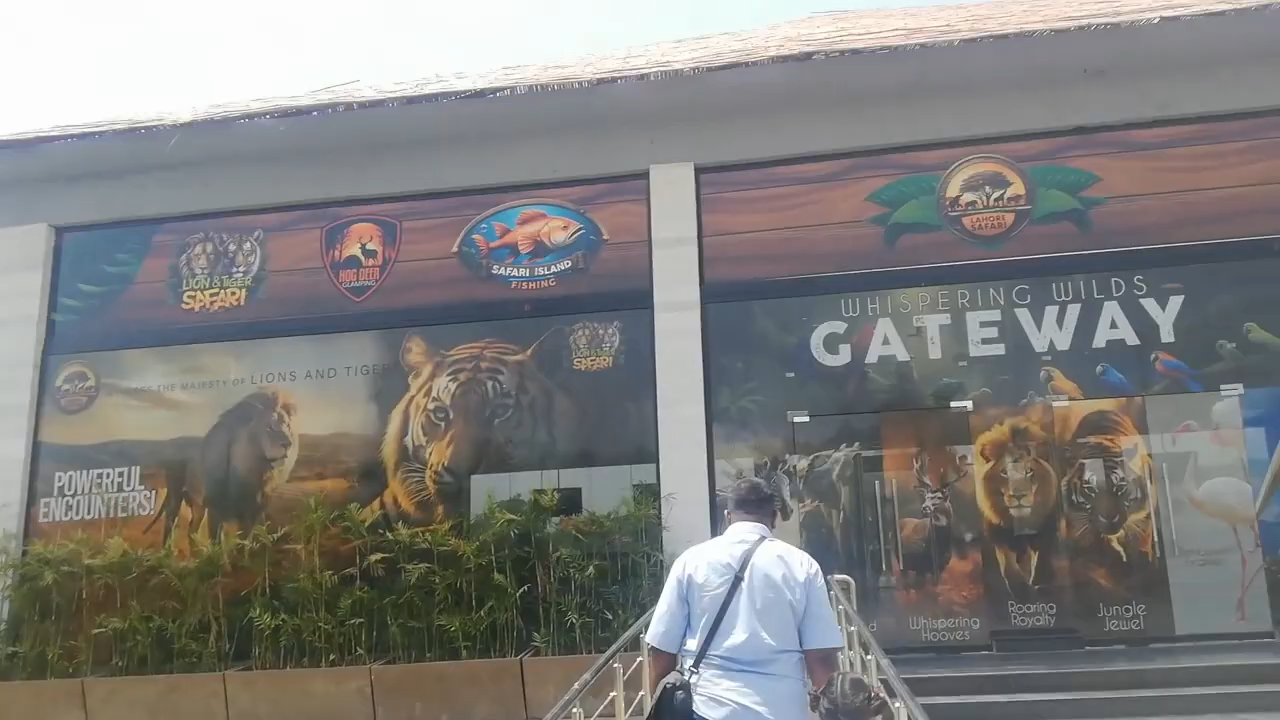 LION & TIGER
SAFARI
HOG DEER
GLAMPING
SAFARI ISLAND
FISHING
LAHORE
SAFARI
WHISPERING WILDS
GATEWAY
THE MAJESTY OF LIONS AND TIGER
LION & TIGER
SAFARI
POWERFUL
ENCOUNTERS!
Whispering
Hooves
Roaring
Royalty
Jungle
Jewel